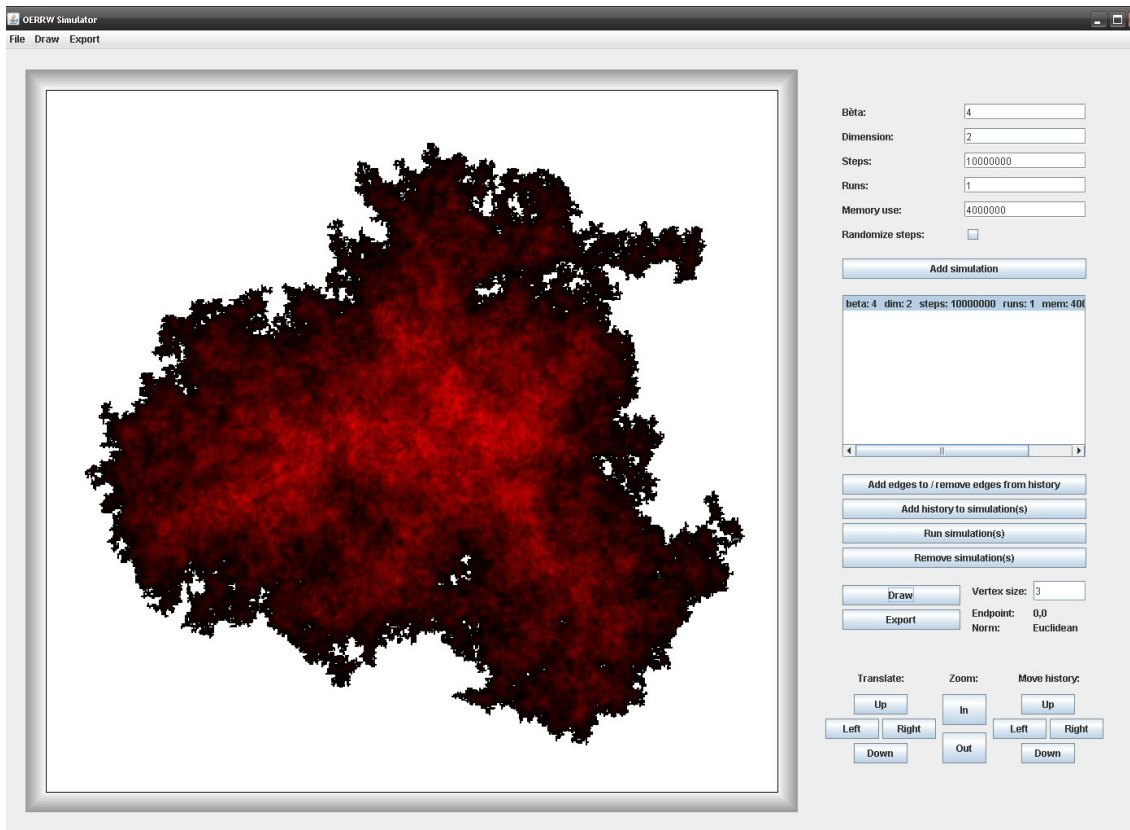 OERRW Simulator
File Draw Export
Bèta: 4
Dimension: 2
Steps: 10000000
Runs: 1
Memory use: 4000000
Randomize steps:
Add simulation
beta: 4 dim: 2 steps: 10000000 runs: 1 mem: 400
Add edges to / remove edges from history
Add history to simulation(s)
Run simulation(s)
Remove simulation(s)
Draw Vertex size: 3
Export Endpoint: 0,0
Norm: Euclidean
Translate: Zoom: Move history:
Up In Up
Left Right Left Right
Down Out Down